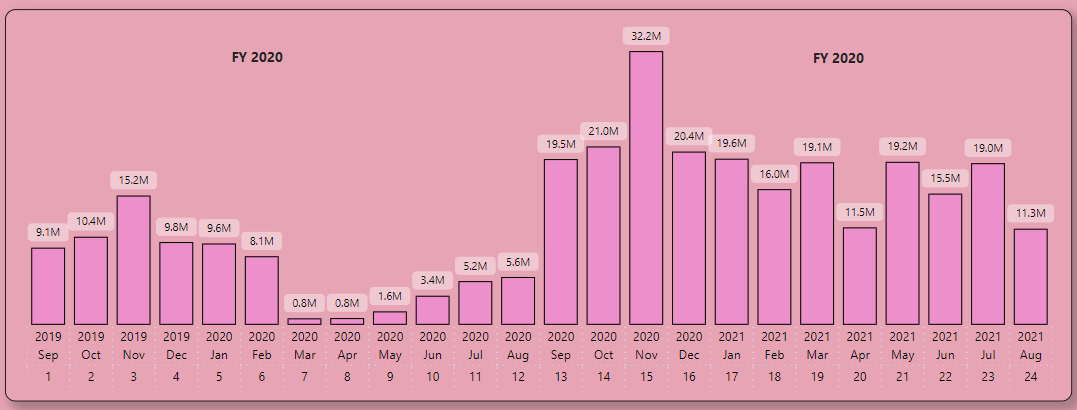 FY 2020 FY 2020
9.1M 10.4M 15.2M 9.8M 9.6M 8.1M 0.8M 0.8M 1.6M 3.4M 5.2M 5.6M 19.5M 21.0M 32.2M 20.4M 19.6M 16.0M 19.1M 11.5M 19.2M 15.5M 19.0M 11.3M
2019 2019 2019 2019 2020 2020 2020 2020 2020 2020 2020 2020 2020 2020 2020 2020 2021 2021 2021 2021 2021 2021 2021 2021
Sep Oct Nov Dec Jan Feb Mar Apr May Jun Jul Aug Sep Oct Nov Dec Jan Feb Mar Apr May Jun Jul Aug
1 2 3 4 5 6 7 8 9 10 11 12 13 14 15 16 17 18 19 20 21 22 23 24